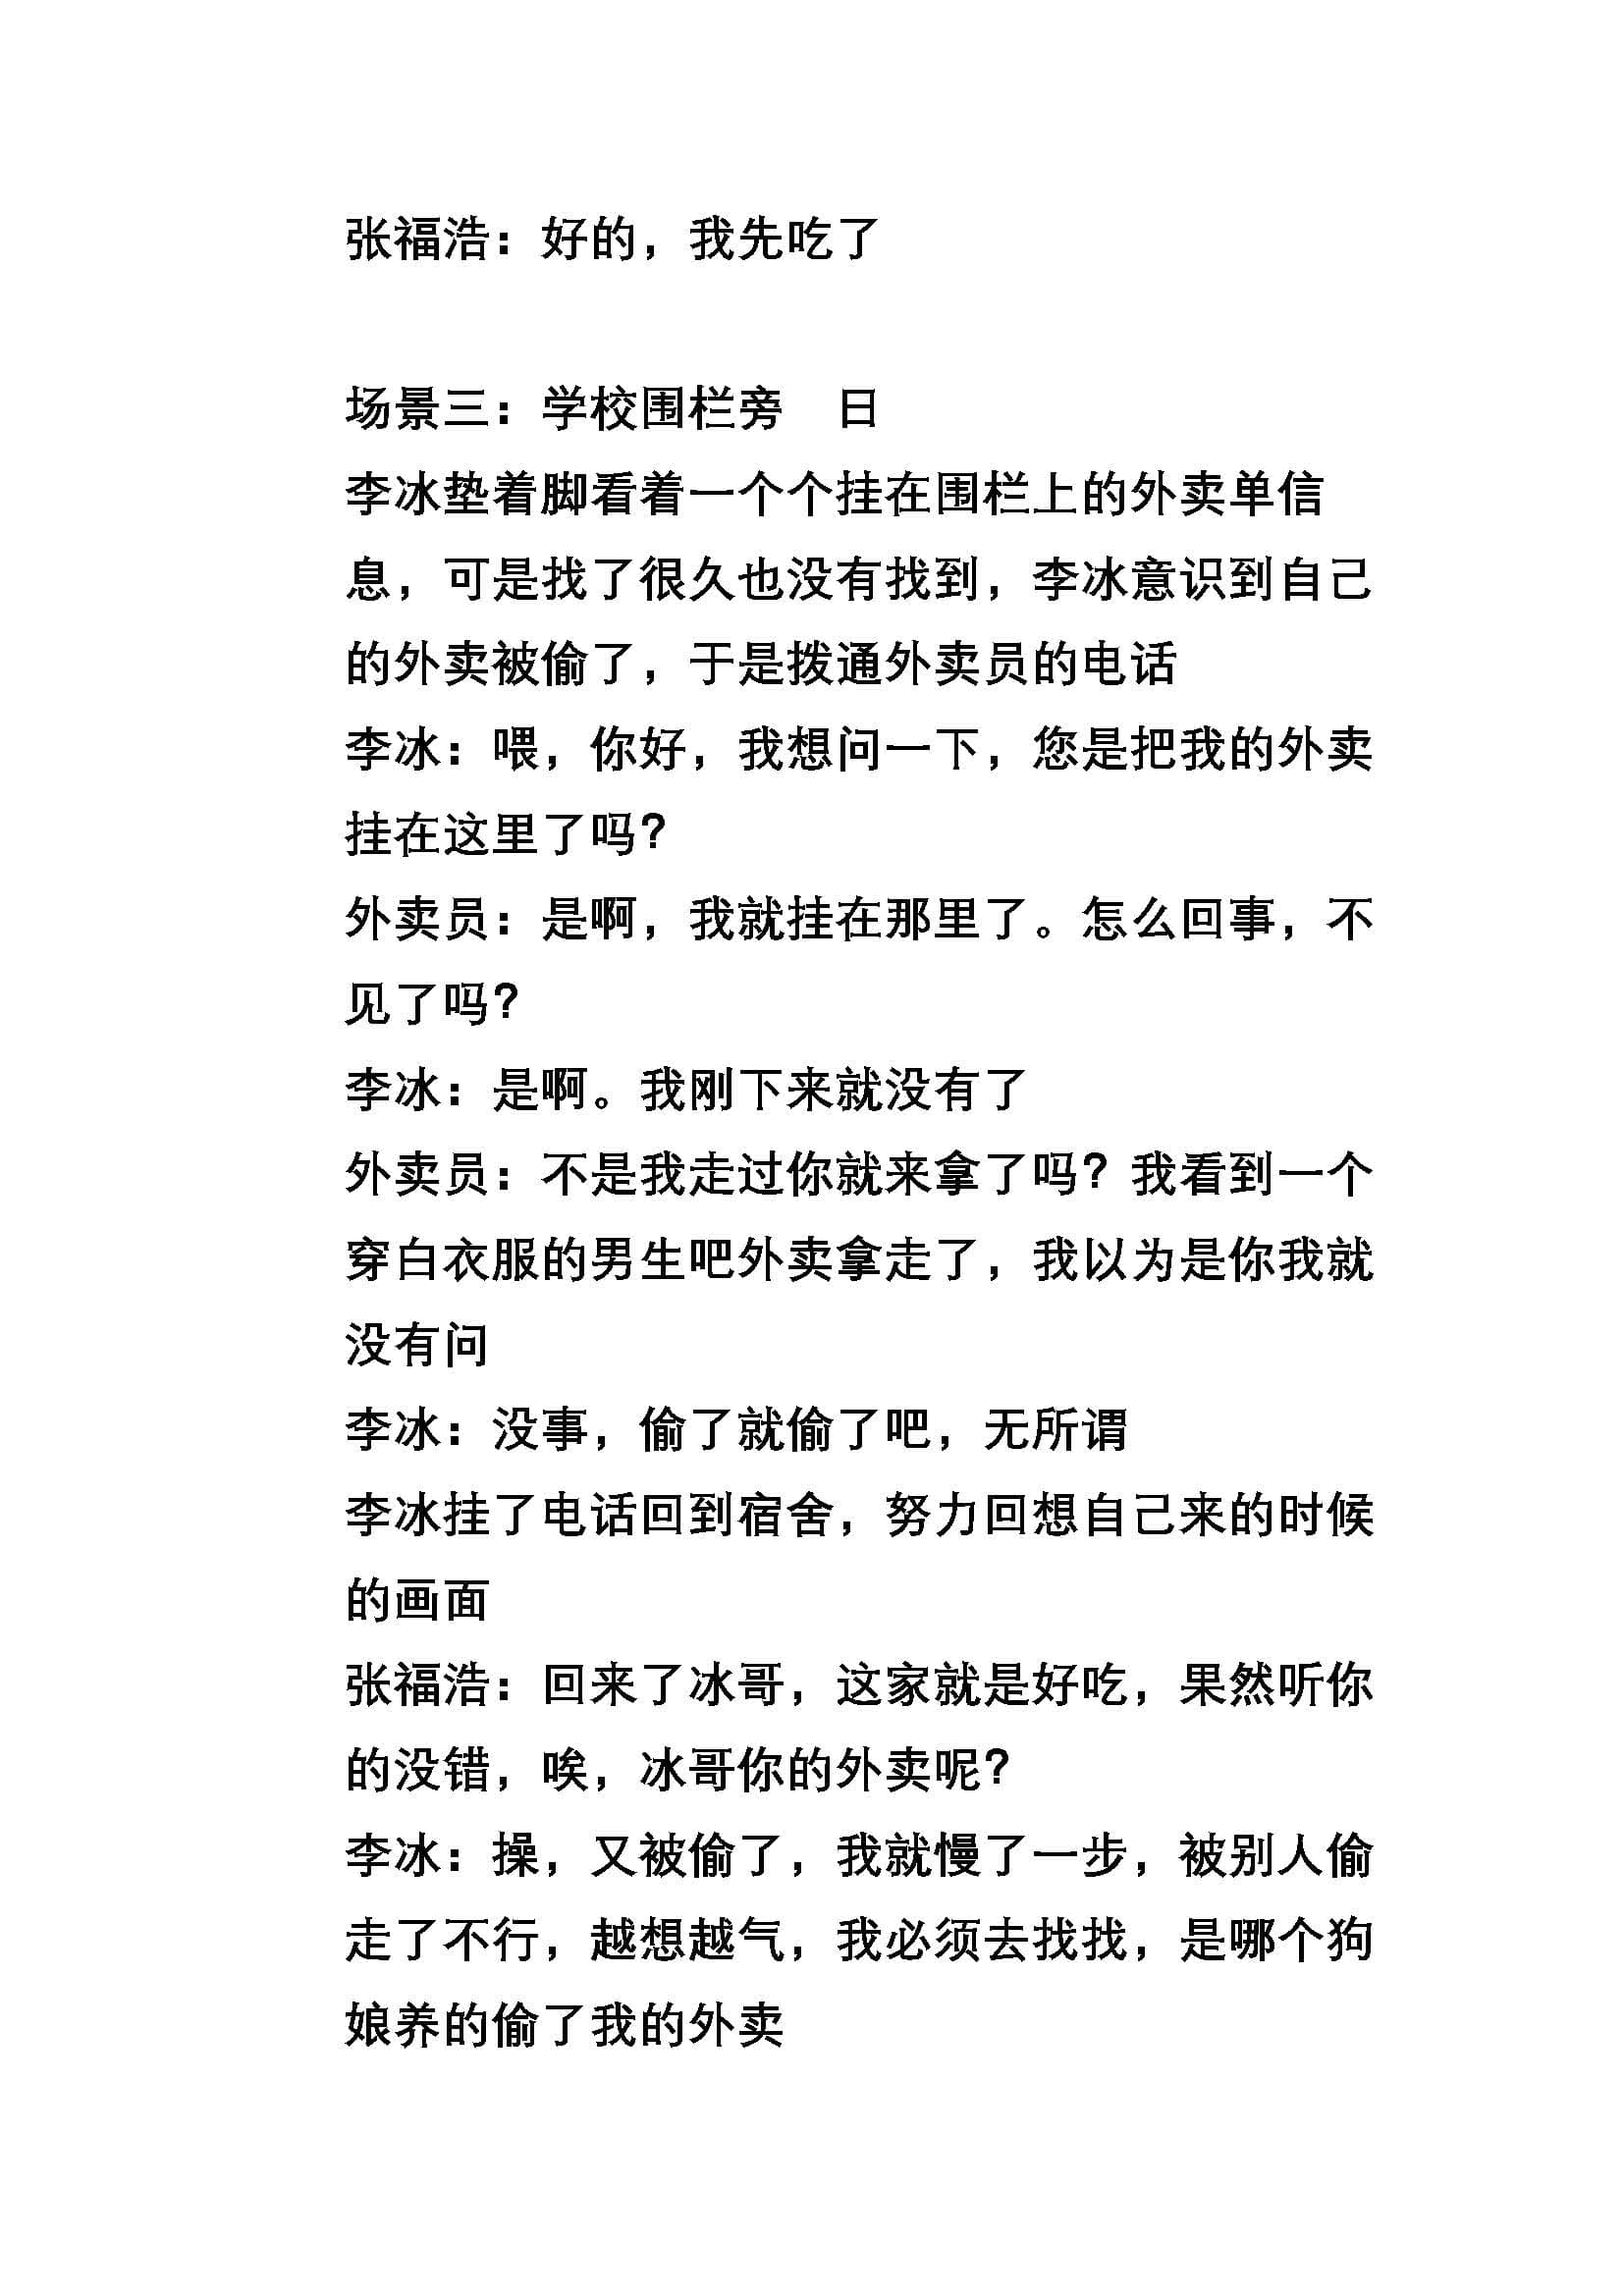 张福浩：好的，我先吃了
场景三：学校围栏旁　日
李冰垫着脚看着一个个挂在围栏上的外卖单信
息，可是找了很久也没有找到，李冰意识到自己
的外卖被偷了，于是拨通外卖员的电话
李冰：喂，你好，我想问一下，您是把我的外卖
挂在这里了吗？
外卖员：是啊，我就挂在那里了。怎么回事，不
见了吗？
李冰：是啊。我刚下来就没有了
外卖员：不是我走过你就来拿了吗？我看到一个
穿白衣服的男生吧外卖拿走了，我以为是你我就
没有问
李冰：没事，偷了就偷了吧，无所谓
李冰挂了电话回到宿舍，努力回想自己来的时候
的画面
张福浩：回来了冰哥，这家就是好吃，果然听你
的没错，唉，冰哥你的外卖呢？
李冰：操，又被偷了，我就慢了一步，被别人偷
走了不行，越想越气，我必须去找找，是哪个狗
娘养的偷了我的外卖